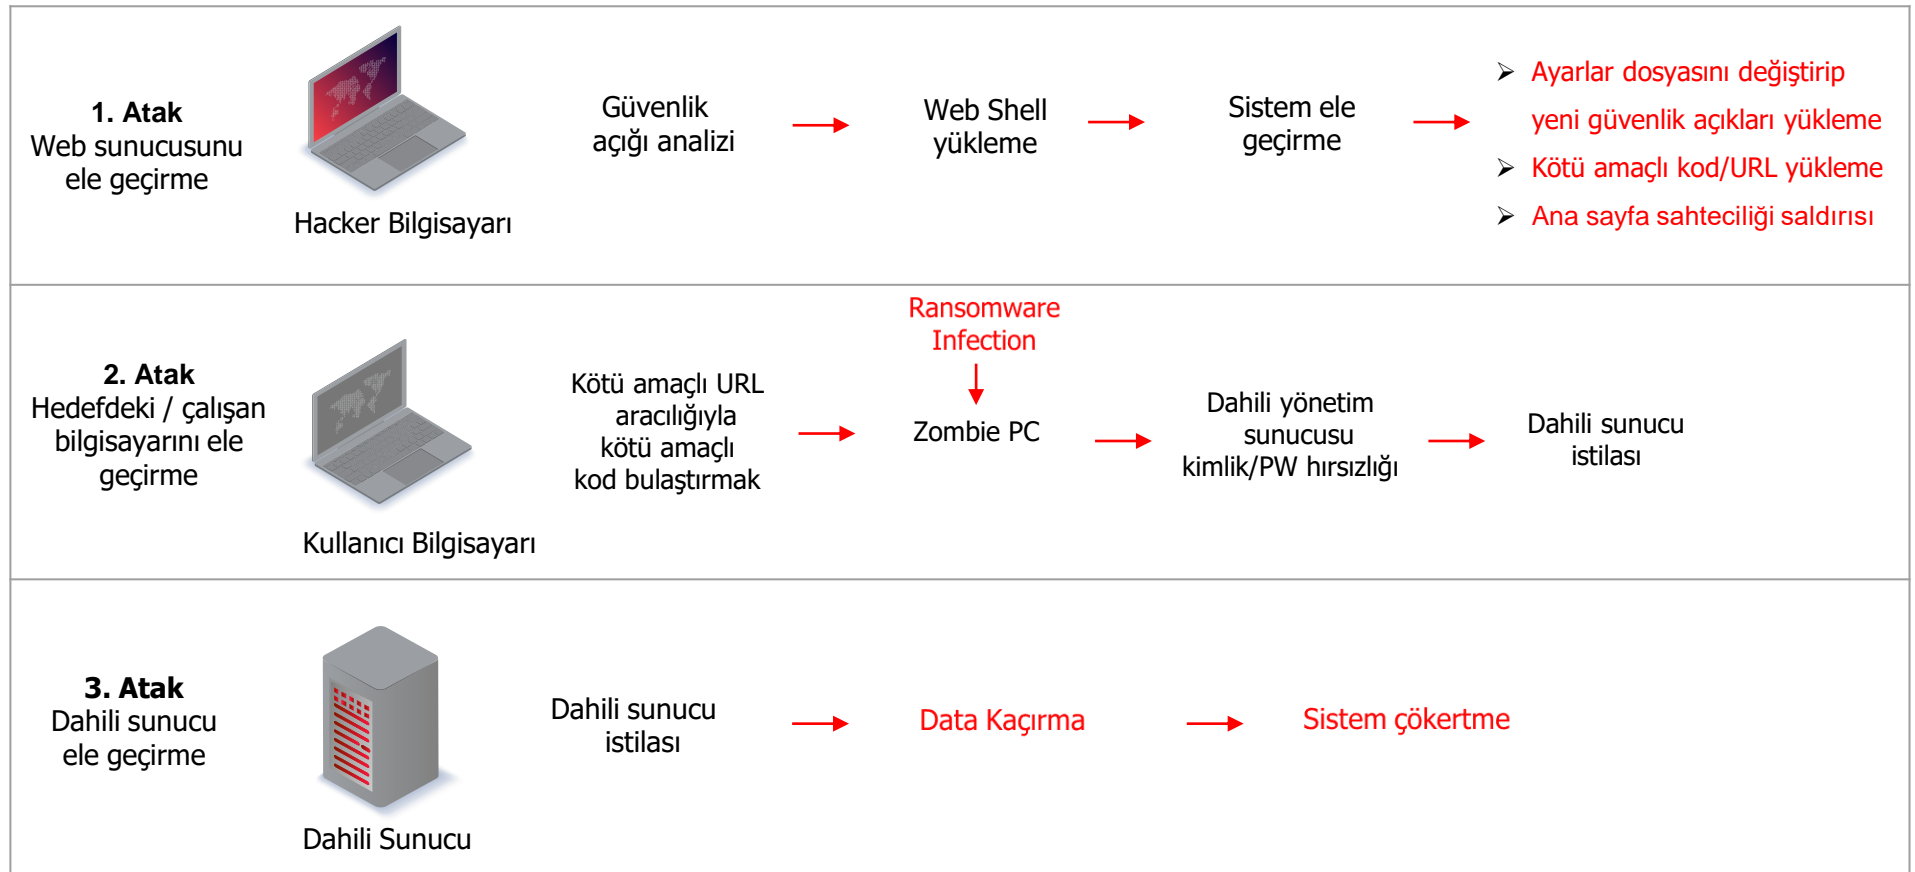 1. Atak
Web sunucusunu
ele geçirme
Hacker Bilgisayarı
Güvenlik
açığı analizi
Web Shell
yükleme
Sistem ele
geçirme
Ayarlar dosyasını değiştirip
yeni güvenlik açıkları yükleme
Kötü amaçlı kod/URL yükleme
Ana sayfa sahteciliği saldırısı
2. Atak
Hedefdeki / çalışan
bilgisayarını ele
geçirme
Kullanıcı Bilgisayarı
Kötü amaçlı URL
aracılığıyla
kötü amaçlı
kod bulaştırmak
Ransomware
Infection
Zombie PC
Dahili yönetim
sunucusu
kimlik/PW hırsızlığı
Dahili sunucu
istilası
3. Atak
Dahili sunucu
ele geçirme
Dahili Sunucu
Dahili sunucu
istilası
Data Kaçırma
Sistem çökertme